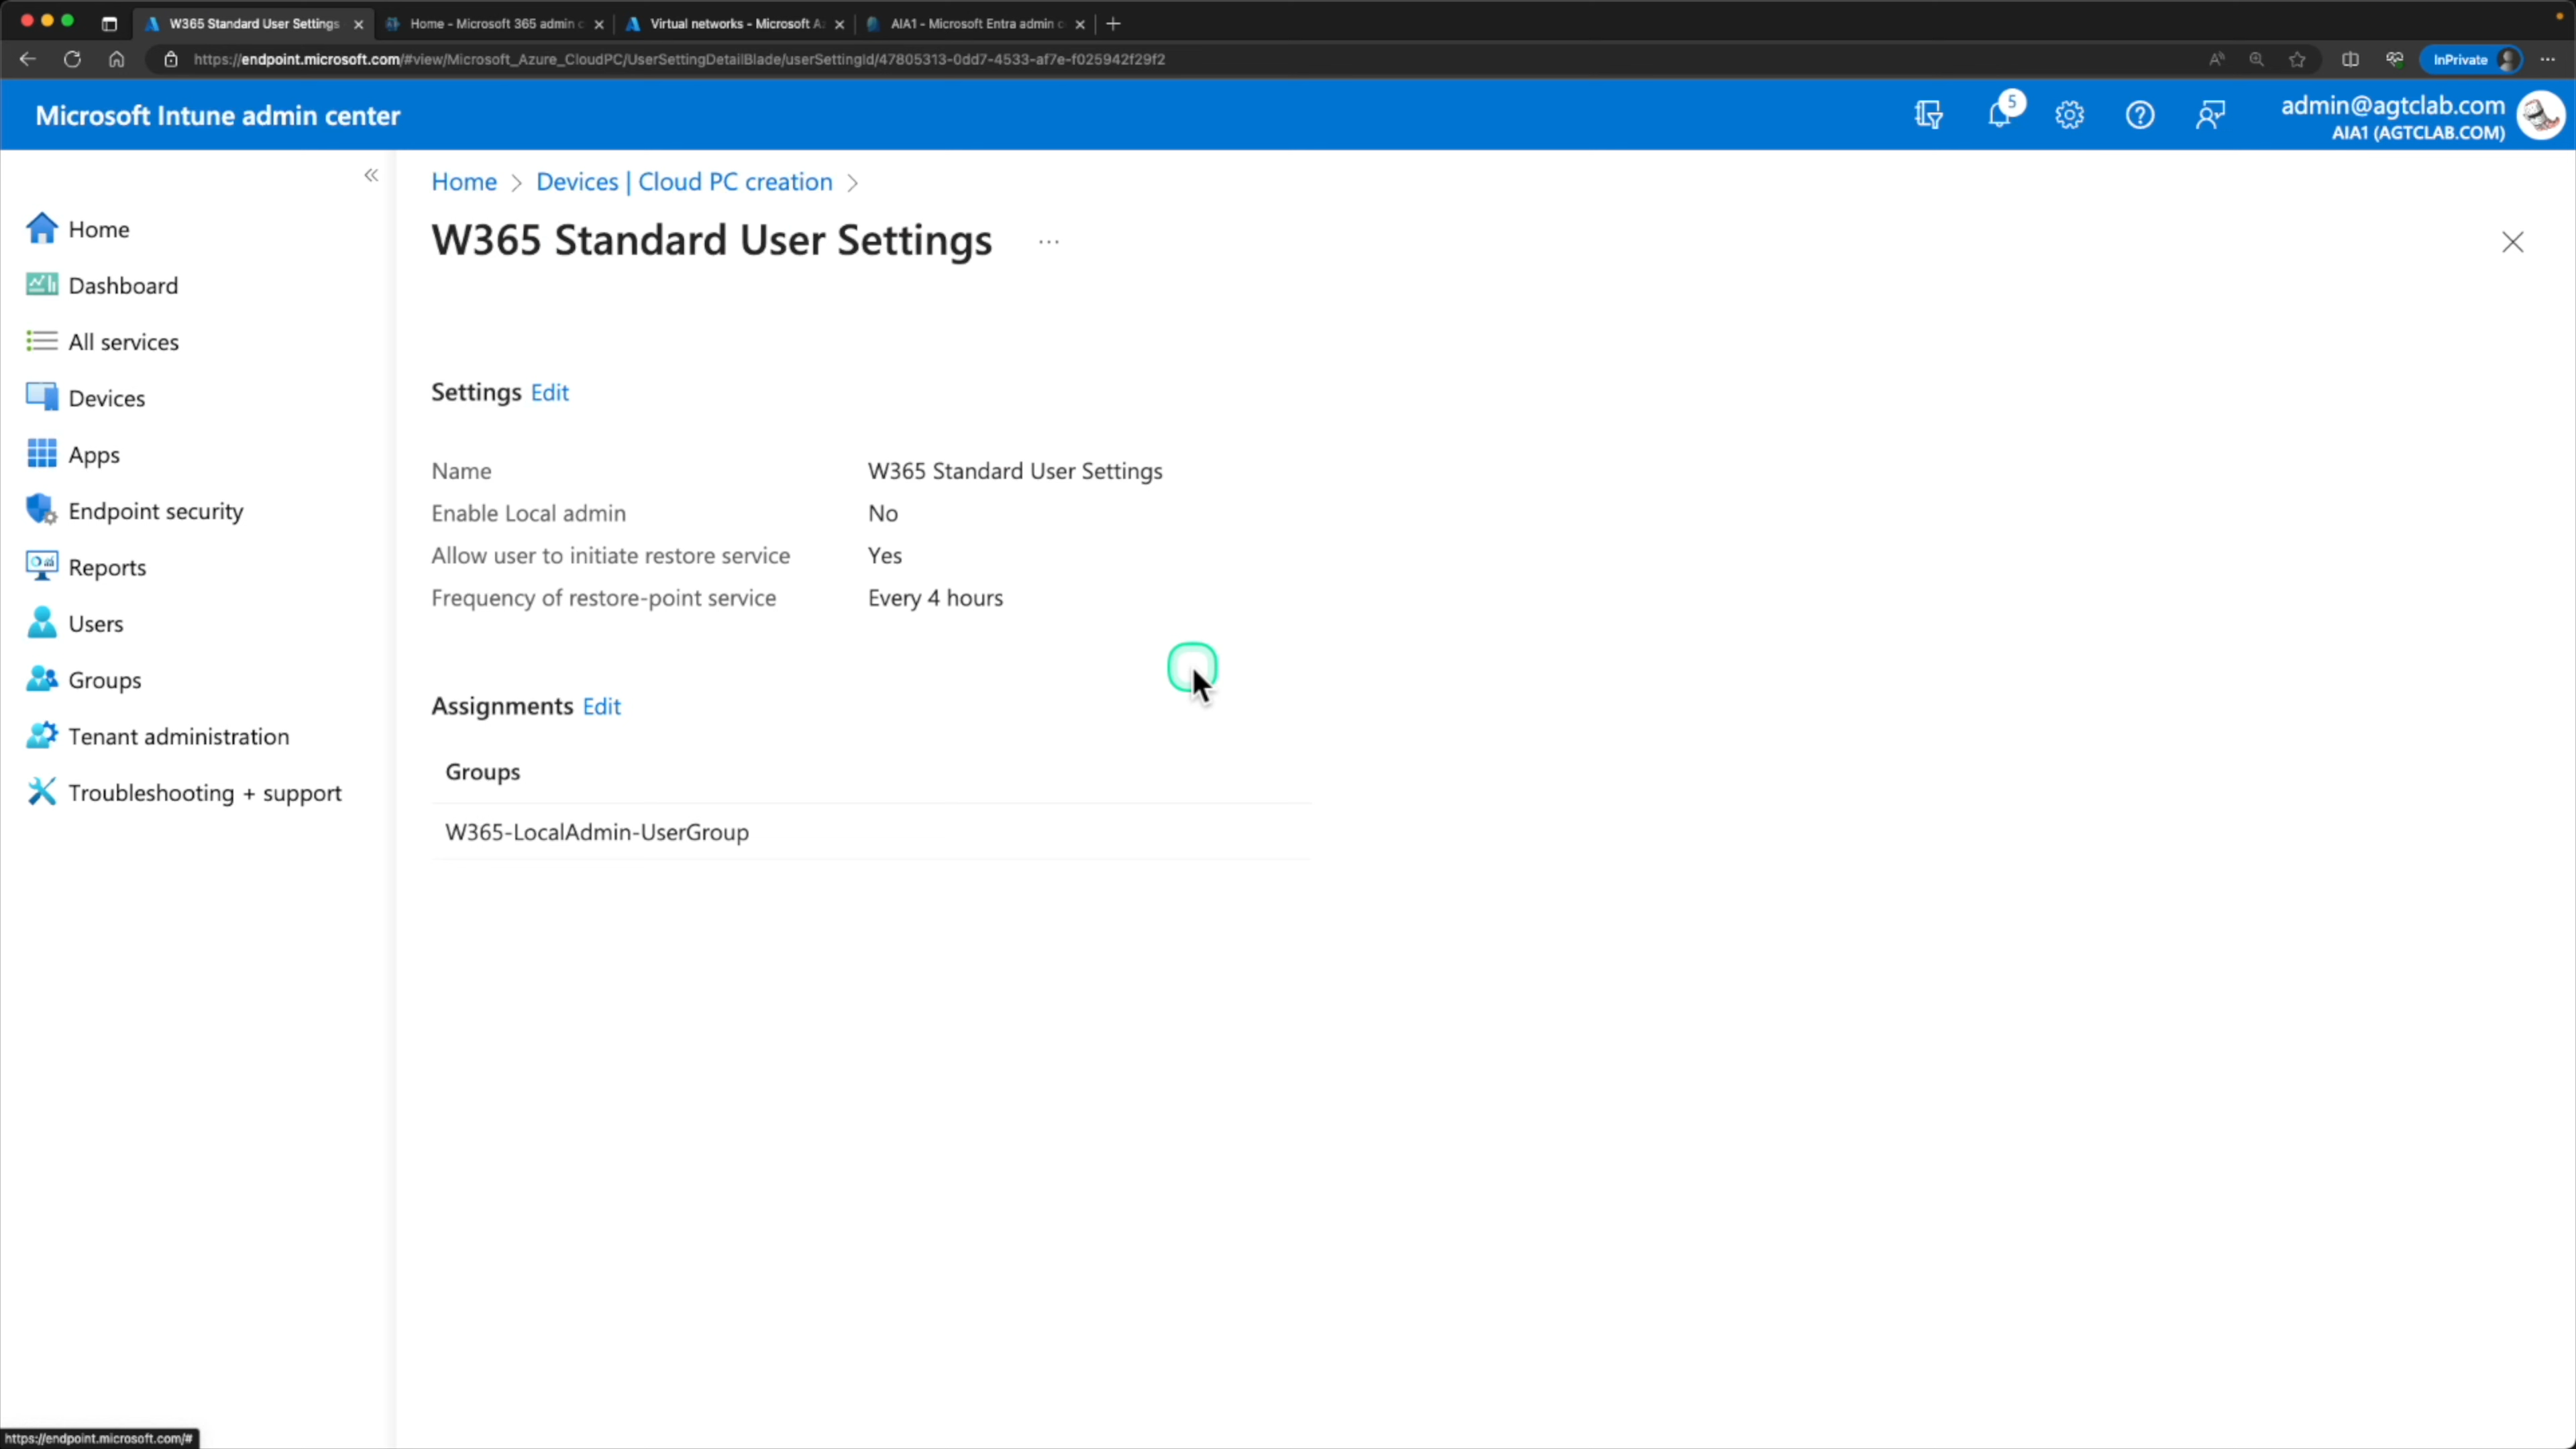 W365 Standard User Settings
Home - Microsoft 365 admin c
Virtual networks - Microsoft A
AIA1 - Microsoft Entra admin c
https://endpoint.microsoft.com/#view/Microsoft_Azure_CloudPC/UserSettingDetailBlade/userSettingId/47805313-0dd7-4533-af7e-f025942f29f2
InPrivate
Microsoft Intune admin center
5
admin@agtclab.com
AIA1 (AGTCLAB.COM)
Home
Dashboard
All services
Devices
Apps
Endpoint security
Reports
Users
Groups
Tenant administration
Troubleshooting + support
Home > Devices | Cloud PC creation >
W365 Standard User Settings ...
Settings Edit
Name W365 Standard User Settings
Enable Local admin No
Allow user to initiate restore service Yes
Frequency of restore-point service Every 4 hours
Assignments Edit
Groups
W365-LocalAdmin-UserGroup
https://endpoint.microsoft.com/#